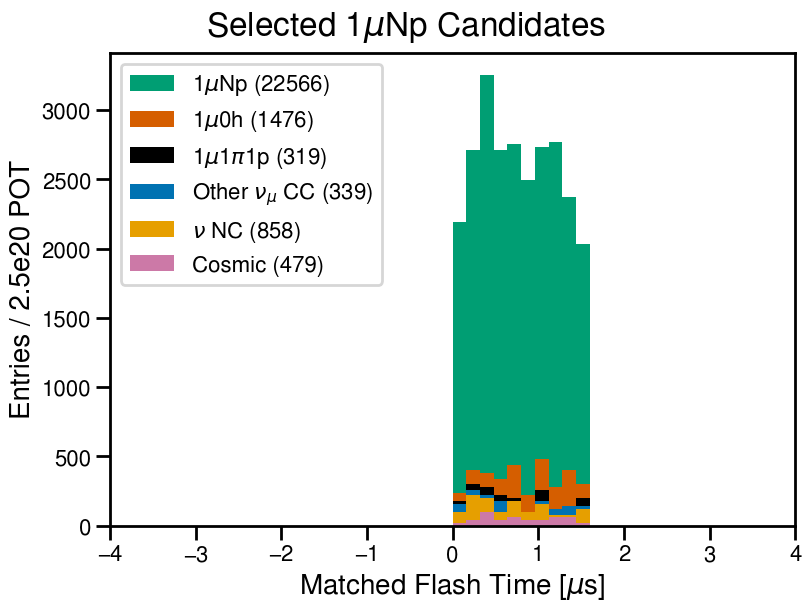 Selected 1μNp Candidates
Entries / 2.5e20 POT
3000
2500
2000
1500
1000
500
0
1μNp (22566)
1μ0h (1476)
1μ1π1p (319)
Other νμ CC (339)
ν NC (858)
Cosmic (479)
−4 −3 −2 −1 0 1 2 3 4
Matched Flash Time [μs]